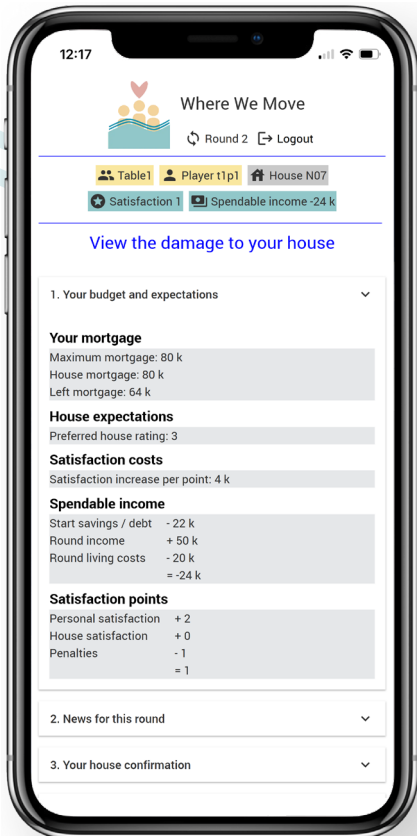 12:17
Where We Move
Round 2 Logout
Table1 Player t1p1 House N07
Satisfaction 1 Spendable income -24 k
View the damage to your house
1. Your budget and expectations
Your mortgage
Maximum mortgage: 80 k
House mortgage: 80 k
Left mortgage: 64 k
House expectations
Preferred house rating: 3
Satisfaction costs
Satisfaction increase per point: 4 k
Spendable income
Start savings / debt - 22 k
Round income + 50 k
Round living costs - 20 k
= -24 k
Satisfaction points
Personal satisfaction + 2
House satisfaction + 0
Penalties - 1
= 1
2. News for this round
3. Your house confirmation